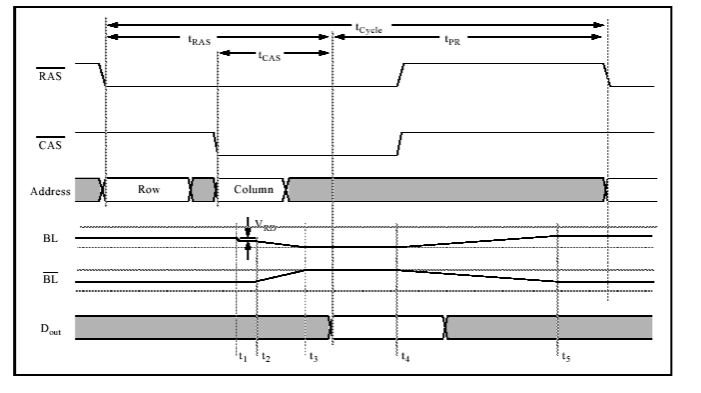 tCycle
tRAS
tPR
tCAS
RAS
CAS
Address
Row
Column
VRD
BL
BL
Dout
t1
t2
t3
t4
t5